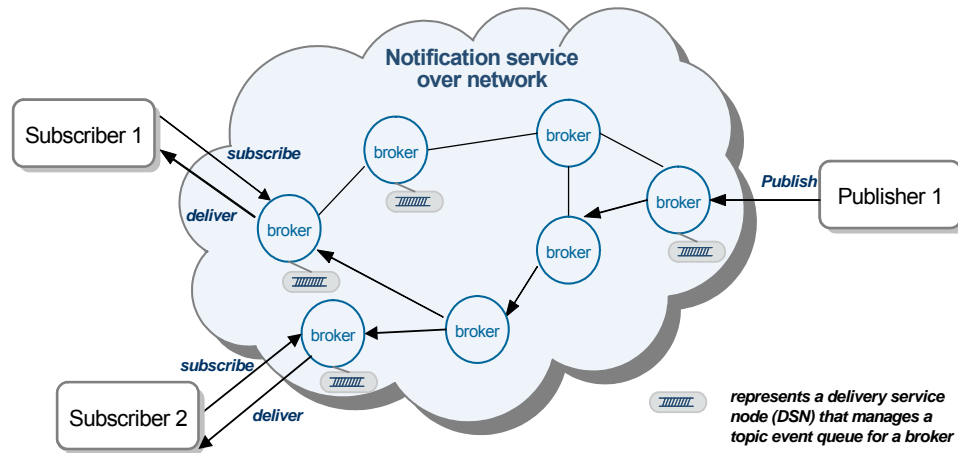 Notification service
over network
Subscriber 1
subscribe
deliver
broker
broker
broker
broker
broker
broker
broker
Publish
Publisher 1
subscribe
deliver
Subscriber 2
represents a delivery service
node (DSN) that manages a
topic event queue for a broker